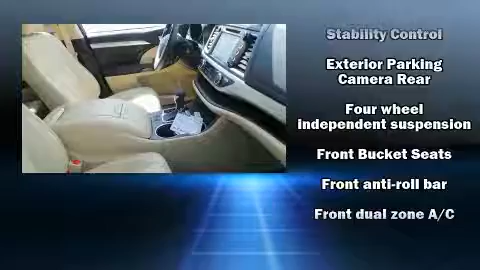 Stability Control
Exterior Parking
Camera Rear
Four wheel
independent suspension
Front Bucket Seats
Front anti-roll bar
Front dual zone A/C